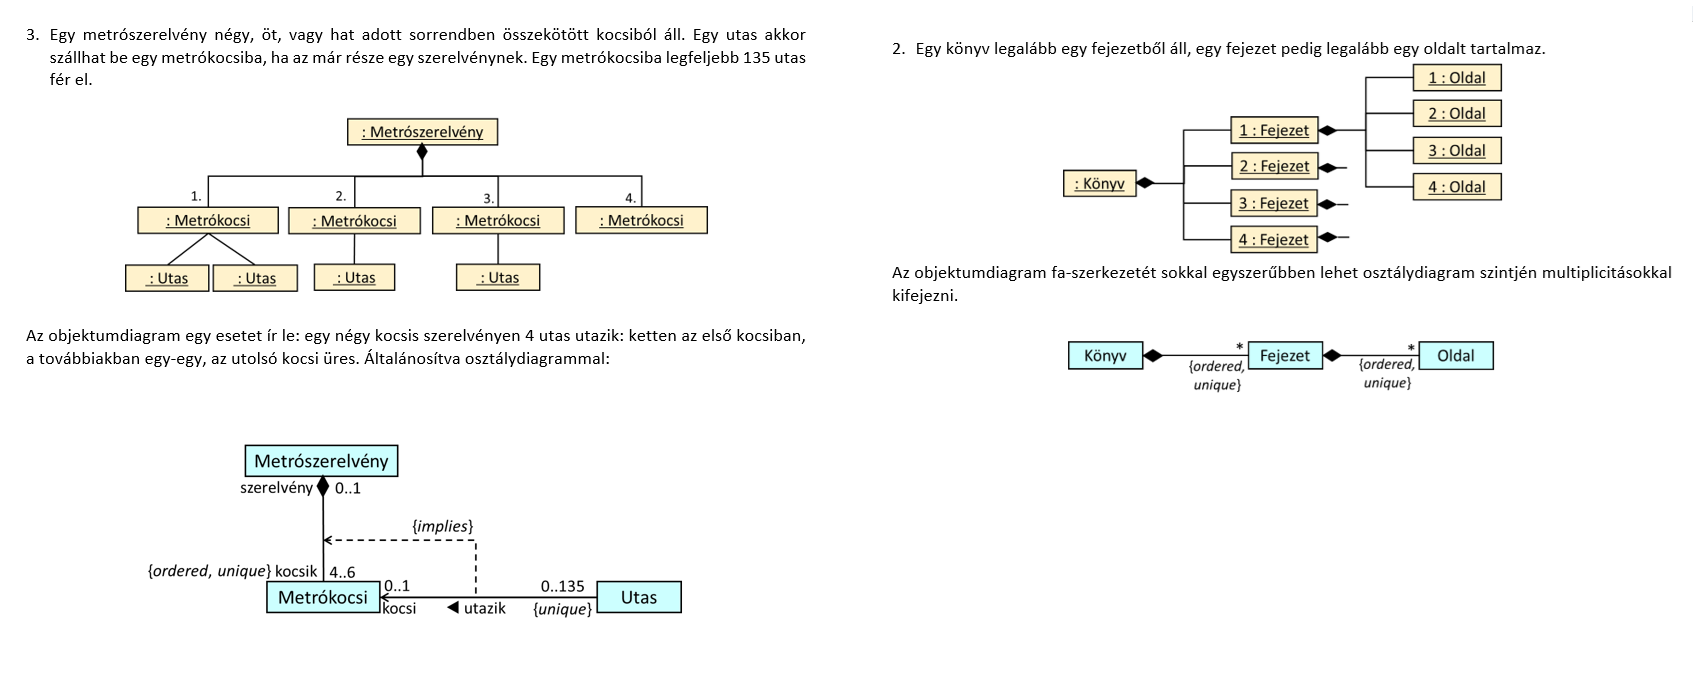 3. Egy metrószerelvény négy, öt, vagy hat adott sorrendben összekötött kocsiból áll. Egy utas akkor
szállhat be egy metrókocsiba, ha az már része egy szerelvénynek. Egy metrókocsiba legfeljebb 135 utas
fér el.
: Metrószerelvény
1.
2.
3.
4.
: Metrókocsi
: Metrókocsi
: Metrókocsi
: Metrókocsi
: Utas
: Utas
: Utas
: Utas
Az objektumdiagram egy esetet ír le: egy négy kocsis szerelvényen 4 utas utazik: ketten az első kocsiban,
a továbbiakban egy-egy, az utolsó kocsi üres. Általánosítva osztálydiagrammal:
Metrószerelvény
szerelvény 0..1
{implies}
{ordered, unique} kocsik 4..6
Metrókocsi
0..1
kocsi
◀ utazik
0..135
{unique}
Utas
2. Egy könyv legalább egy fejezetből áll, egy fejezet pedig legalább egy oldalt tartalmaz.
: Könyv
1 : Fejezet
2 : Fejezet
3 : Fejezet
4 : Fejezet
1 : Oldal
2 : Oldal
3 : Oldal
4 : Oldal
Az objektumdiagram fa-szerkezetét sokkal egyszerűbben lehet osztálydiagram szintjén multiplicitásokkal
kifejezni.
Könyv
*
{ordered,
unique}
Fejezet
*
{ordered,
unique}
Oldal